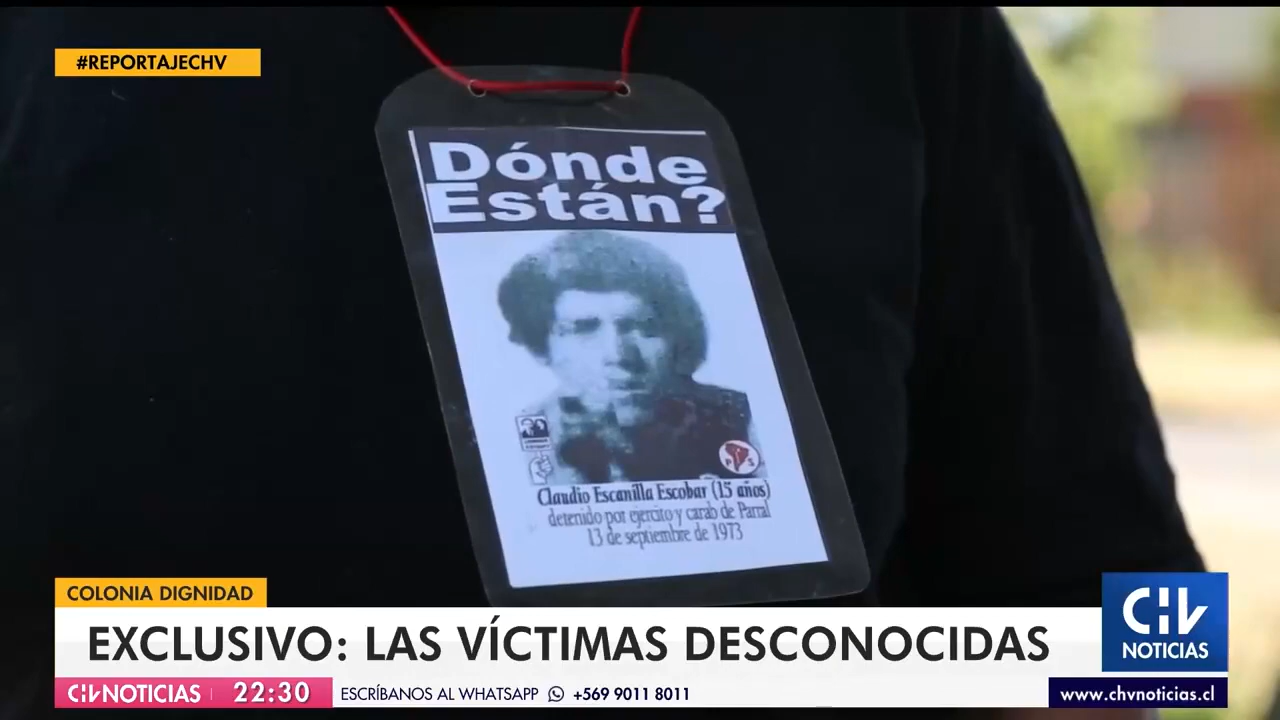 #REPORTAJECHV
Dónde
Están?
P S
Claudio Escanilla Escobar (15 años)
detenido por ejercito y carab de Parral
13 de septiembre de 1973
COLONIA DIGNIDAD
EXCLUSIVO: LAS VÍCTIMAS DESCONOCIDAS
CHV
NOTICIAS
CHV NOTICIAS 22:30 ESCRÍBANOS AL WHATSAPP +569 9011 8011
www.chvnoticias.cl